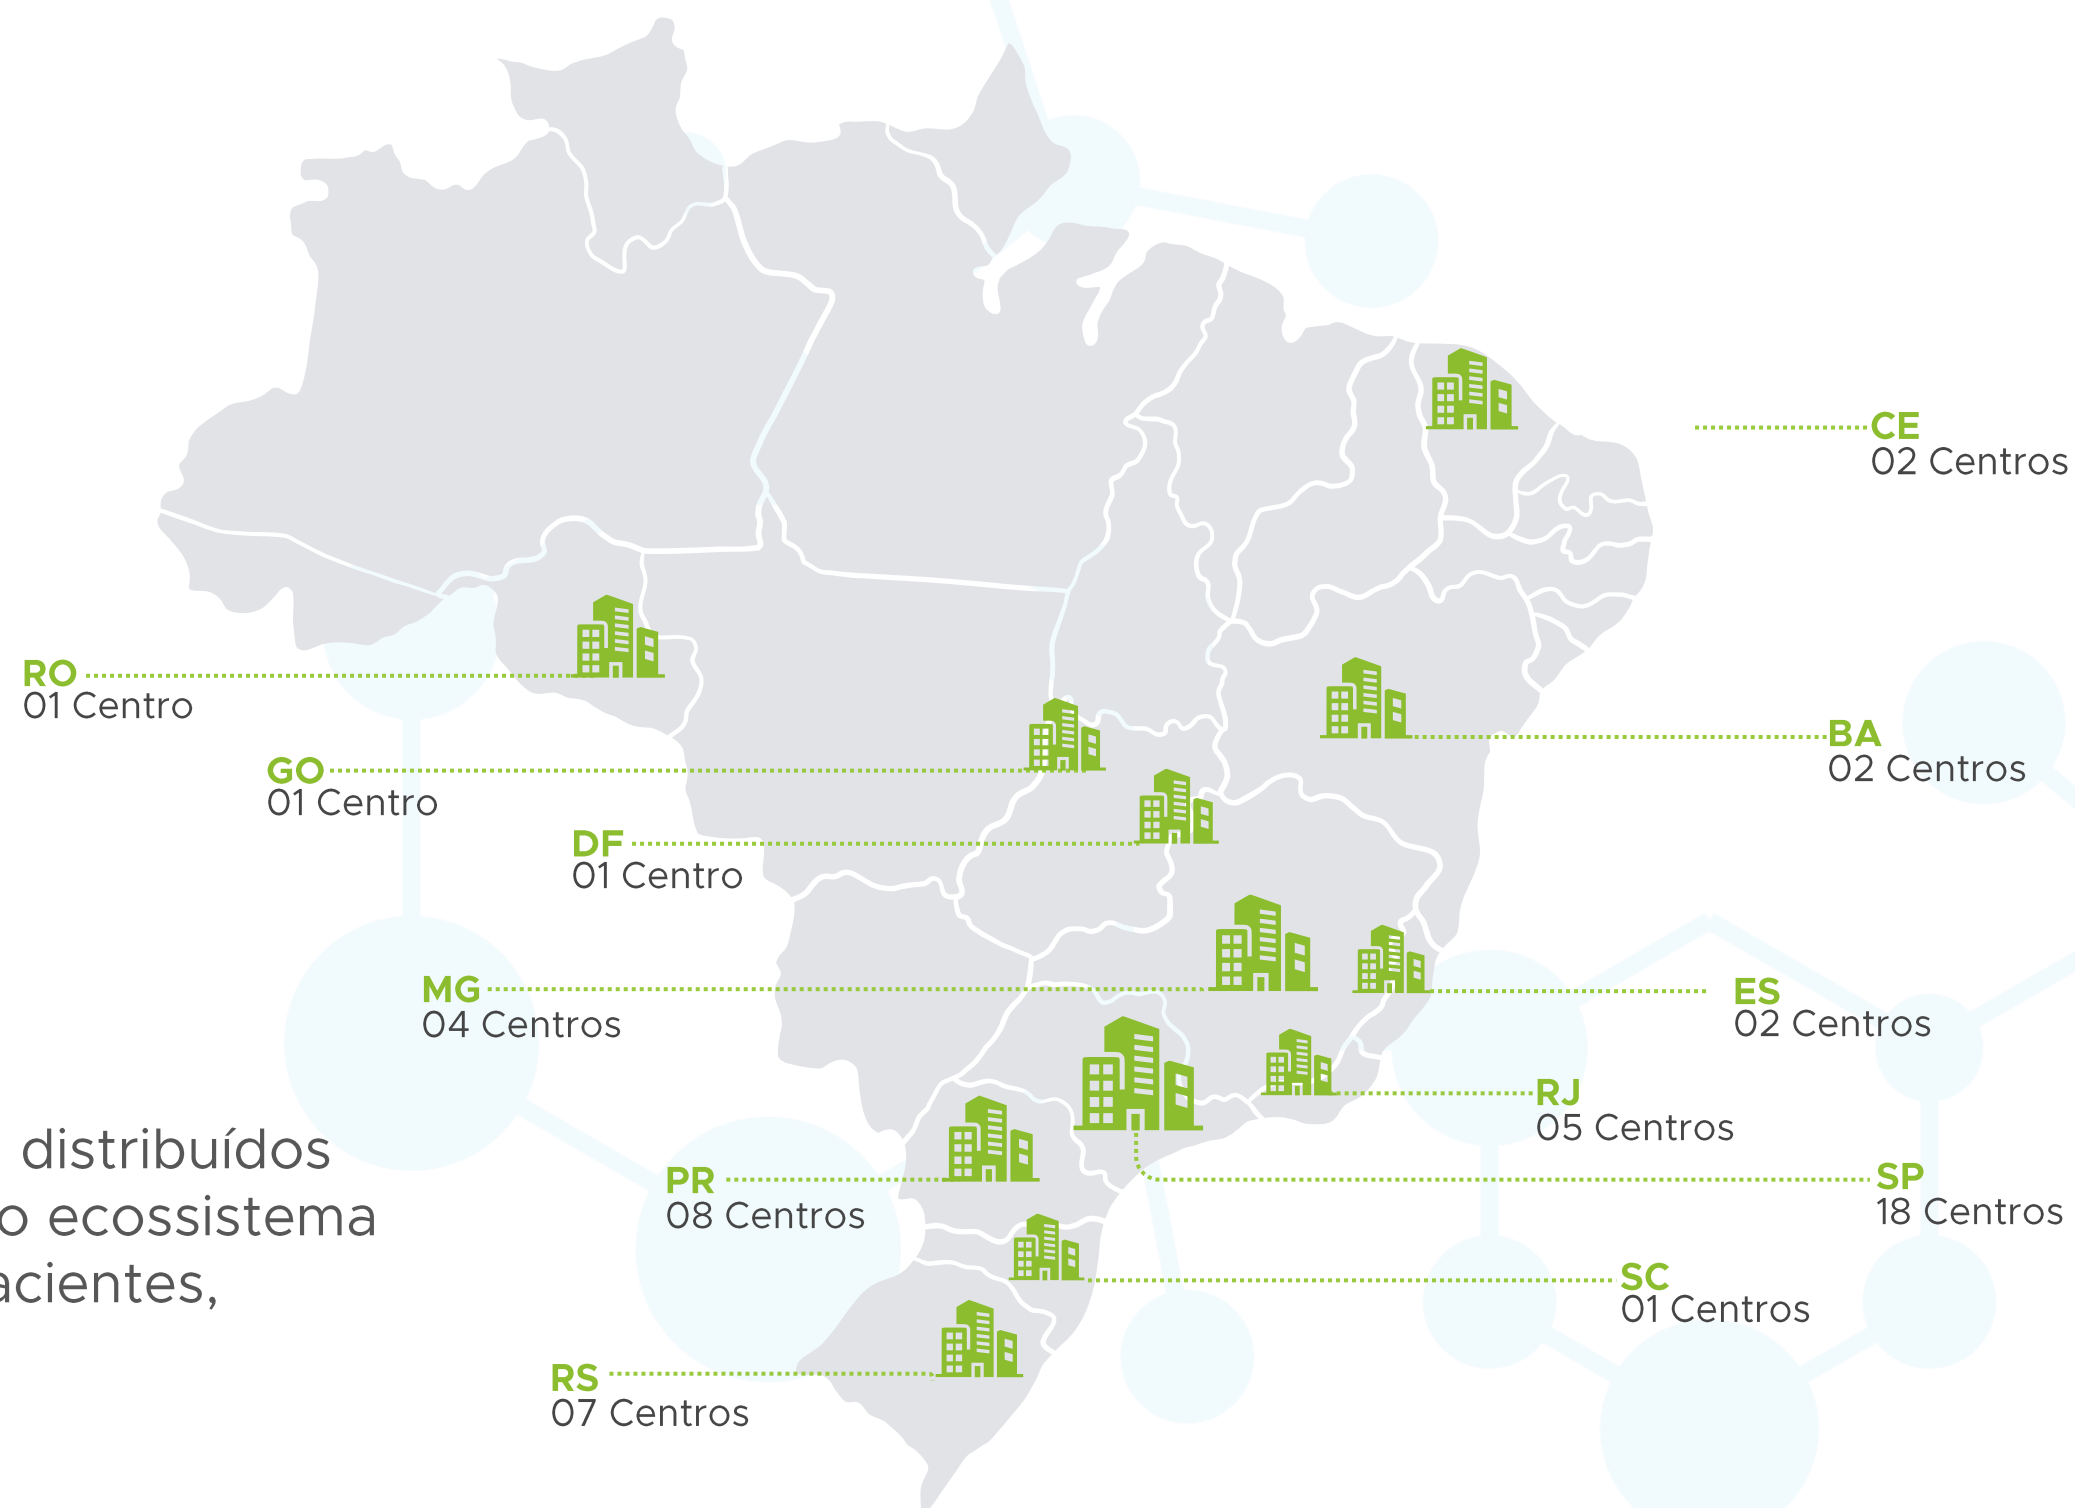 CE
02 Centros
RO
01 Centro
BA
02 Centros
GO
01 Centro
DF
01 Centro
MG
04 Centros
ES
02 Centros
RJ
05 Centros
distribuídos
o ecossistema
acientes,
PR
08 Centros
SP
18 Centros
SC
01 Centros
RS
07 Centros